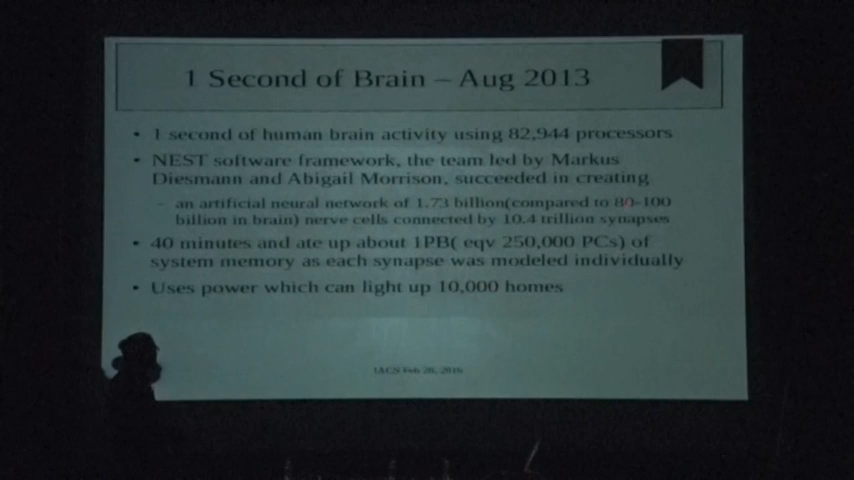 1 Second of Brain – Aug 2013
• 1 second of human brain activity using 82,944 processors
• NEST software framework, the team led by Markus
Diesmann and Abigail Morrison, succeeded in creating
– an artificial neural network of 1.73 billion(compared to 80-100
billion in brain) nerve cells connected by 10.4 trillion synapses
• 40 minutes and ate up about 1PB( eqv 250,000 PCs) of
system memory as each synapse was modeled individually
• Uses power which can light up 10,000 homes
IACS Feb 28, 2016